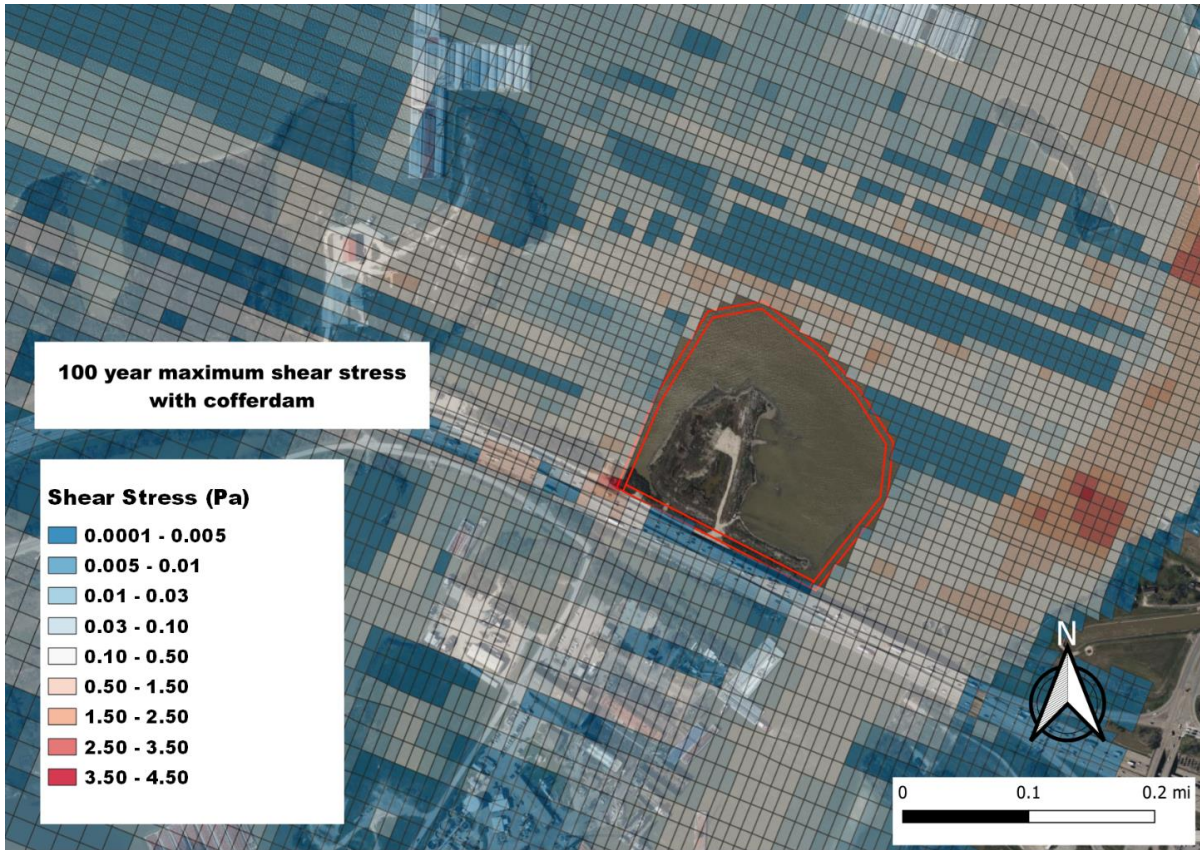 100 year maximum shear stress
with cofferdam
Shear Stress (Pa)
0.0001 - 0.005
0.005 - 0.01
0.01 - 0.03
0.03 - 0.10
0.10 - 0.50
0.50 - 1.50
1.50 - 2.50
2.50 - 3.50
3.50 - 4.50
N
0 0.1 0.2 mi